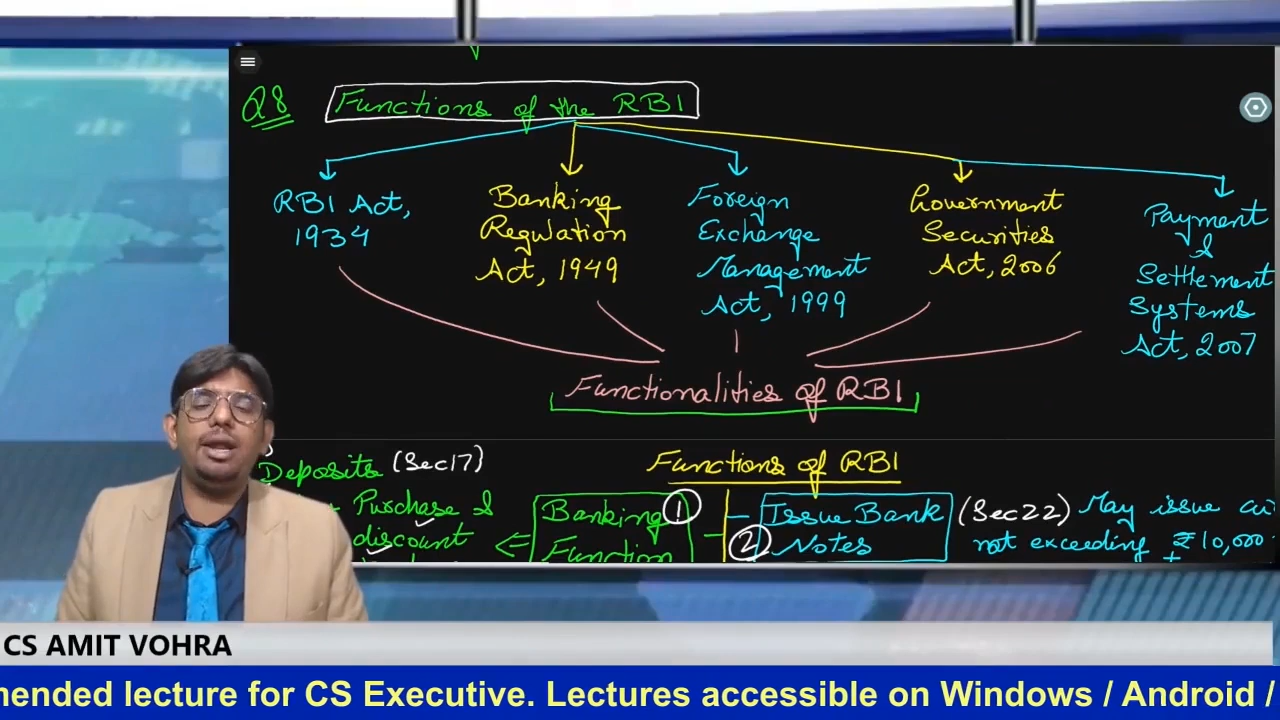 Q8 Functions of the RBI
RBI Act,
1934
Banking
Regulation
Act, 1949
Foreign
Exchange
Management
Act, 1999
Government
Securities
Act, 2006
Payment
&
Settlement
Systems
Act, 2007
Functionalities of RBI
Deposits (Sec17)
Purchase &
discount
Functions of RBI
Banking 1
Function
Issue Bank
2 Notes
(Sec22) May issue
not exceeding ₹10,000
CS AMIT VOHRA
mended lecture for CS Executive. Lectures accessible on Windows / Android /